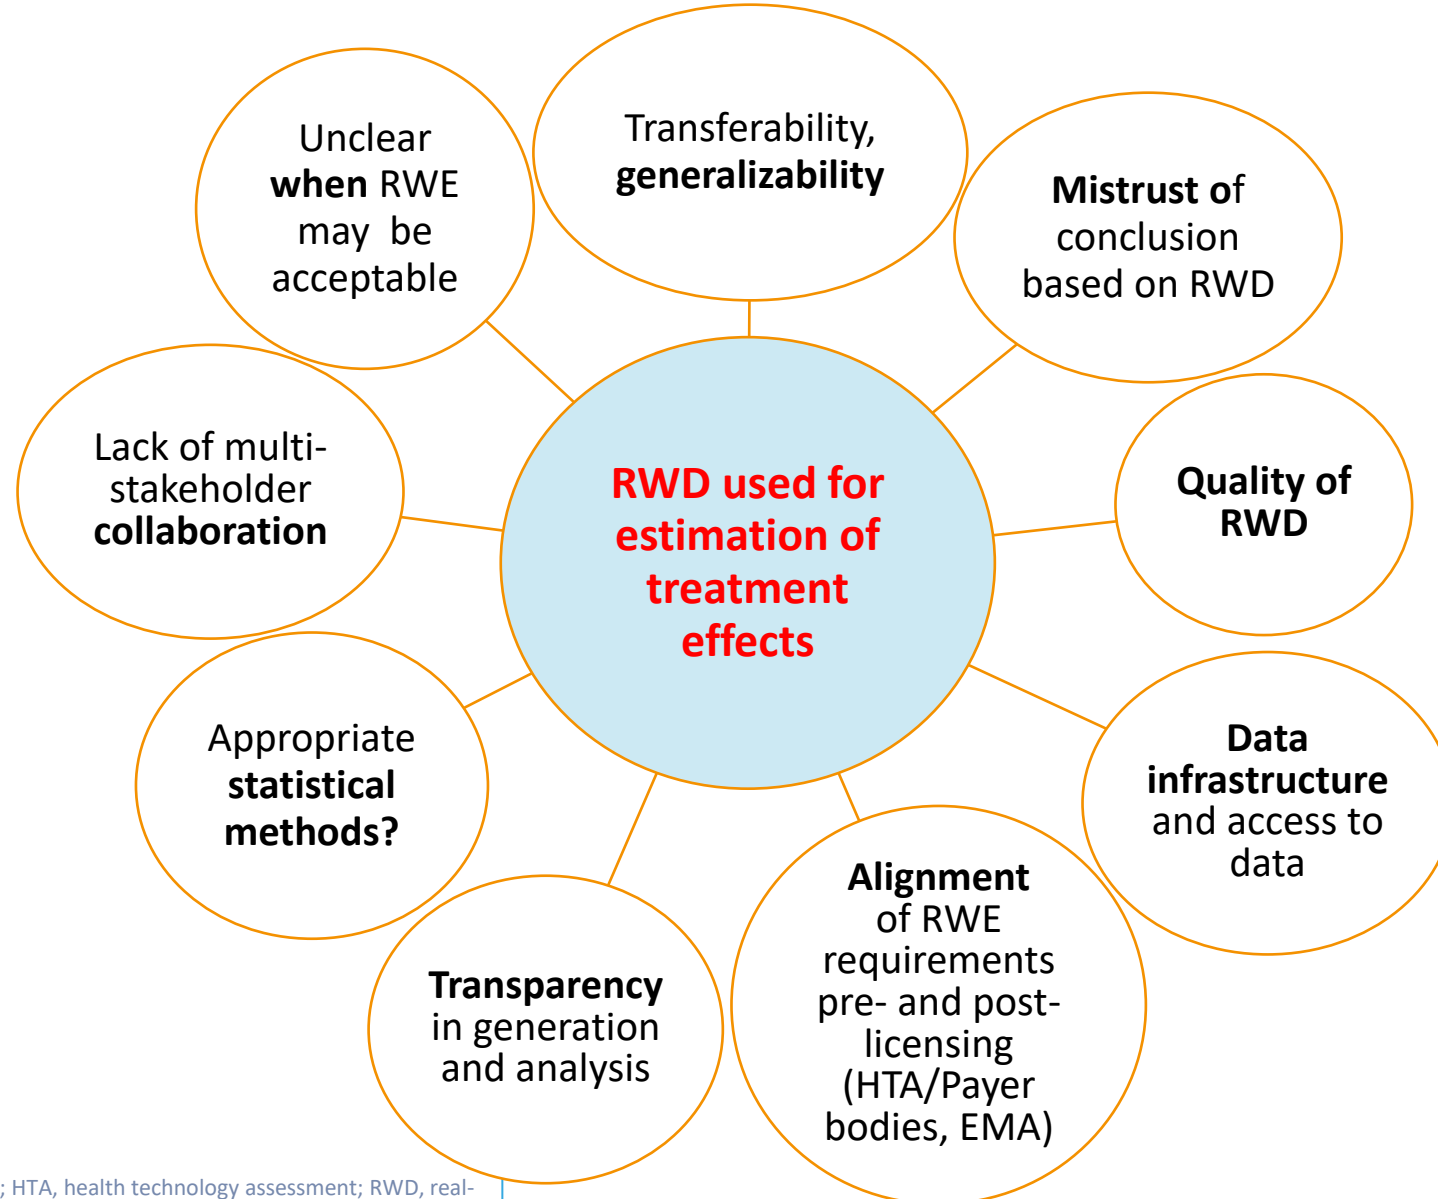 Unclear
when RWE
may be
acceptable
Transferability,
generalizability
Mistrust of
conclusion
based on RWD
Quality of
RWD
Data
infrastructure
and access to
data
Alignment
of RWE
requirements
pre- and post-
licensing
(HTA/Payer
bodies, EMA)
Transparency
in generation
and analysis
Appropriate
statistical
methods?
Lack of multi-
stakeholder
collaboration
RWD used for
estimation of
treatment
effects
; HTA, health technology assessment; RWD, real-